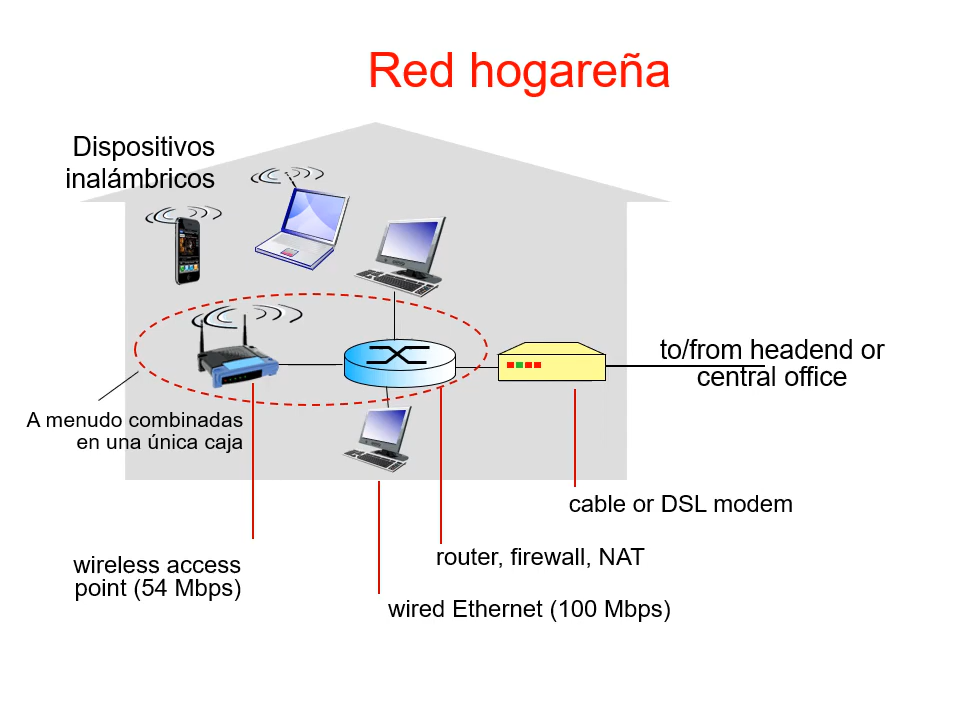 Red hogareña
Dispositivos
inalámbricos
to/from headend or
central office
A menudo combinadas
en una única caja
cable or DSL modem
router, firewall, NAT
wireless access
point (54 Mbps)
wired Ethernet (100 Mbps)